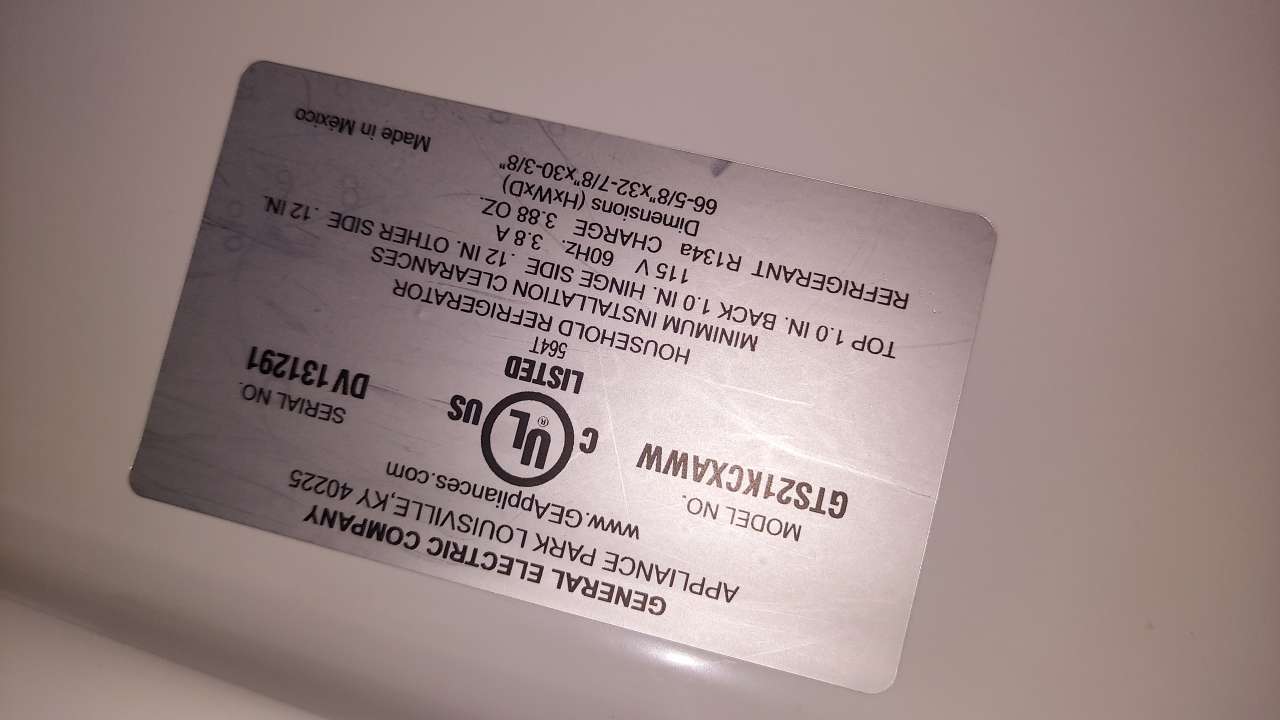 GENERAL ELECTRIC COMPANY
APPLIANCE PARK LOUISVILLE,KY 40225
www.GEAppliances.com
MODEL NO.
GTS21KCXAWW
C UL ® US
LISTED
564T
SERIAL NO.
DV131291
HOUSEHOLD REFRIGERATOR
MINIMUM INSTALLATION CLEARANCES
TOP 1.0 IN. BACK 1.0 IN. HINGE SIDE .12 IN. OTHER SIDE .12 IN.
115 V 60HZ. 3.8 A
REFRIGERANT R134a CHARGE 3.88 OZ.
Dimensions (HxWxD)
66-5/8"x32-7/8"x30-3/8"
Made in México